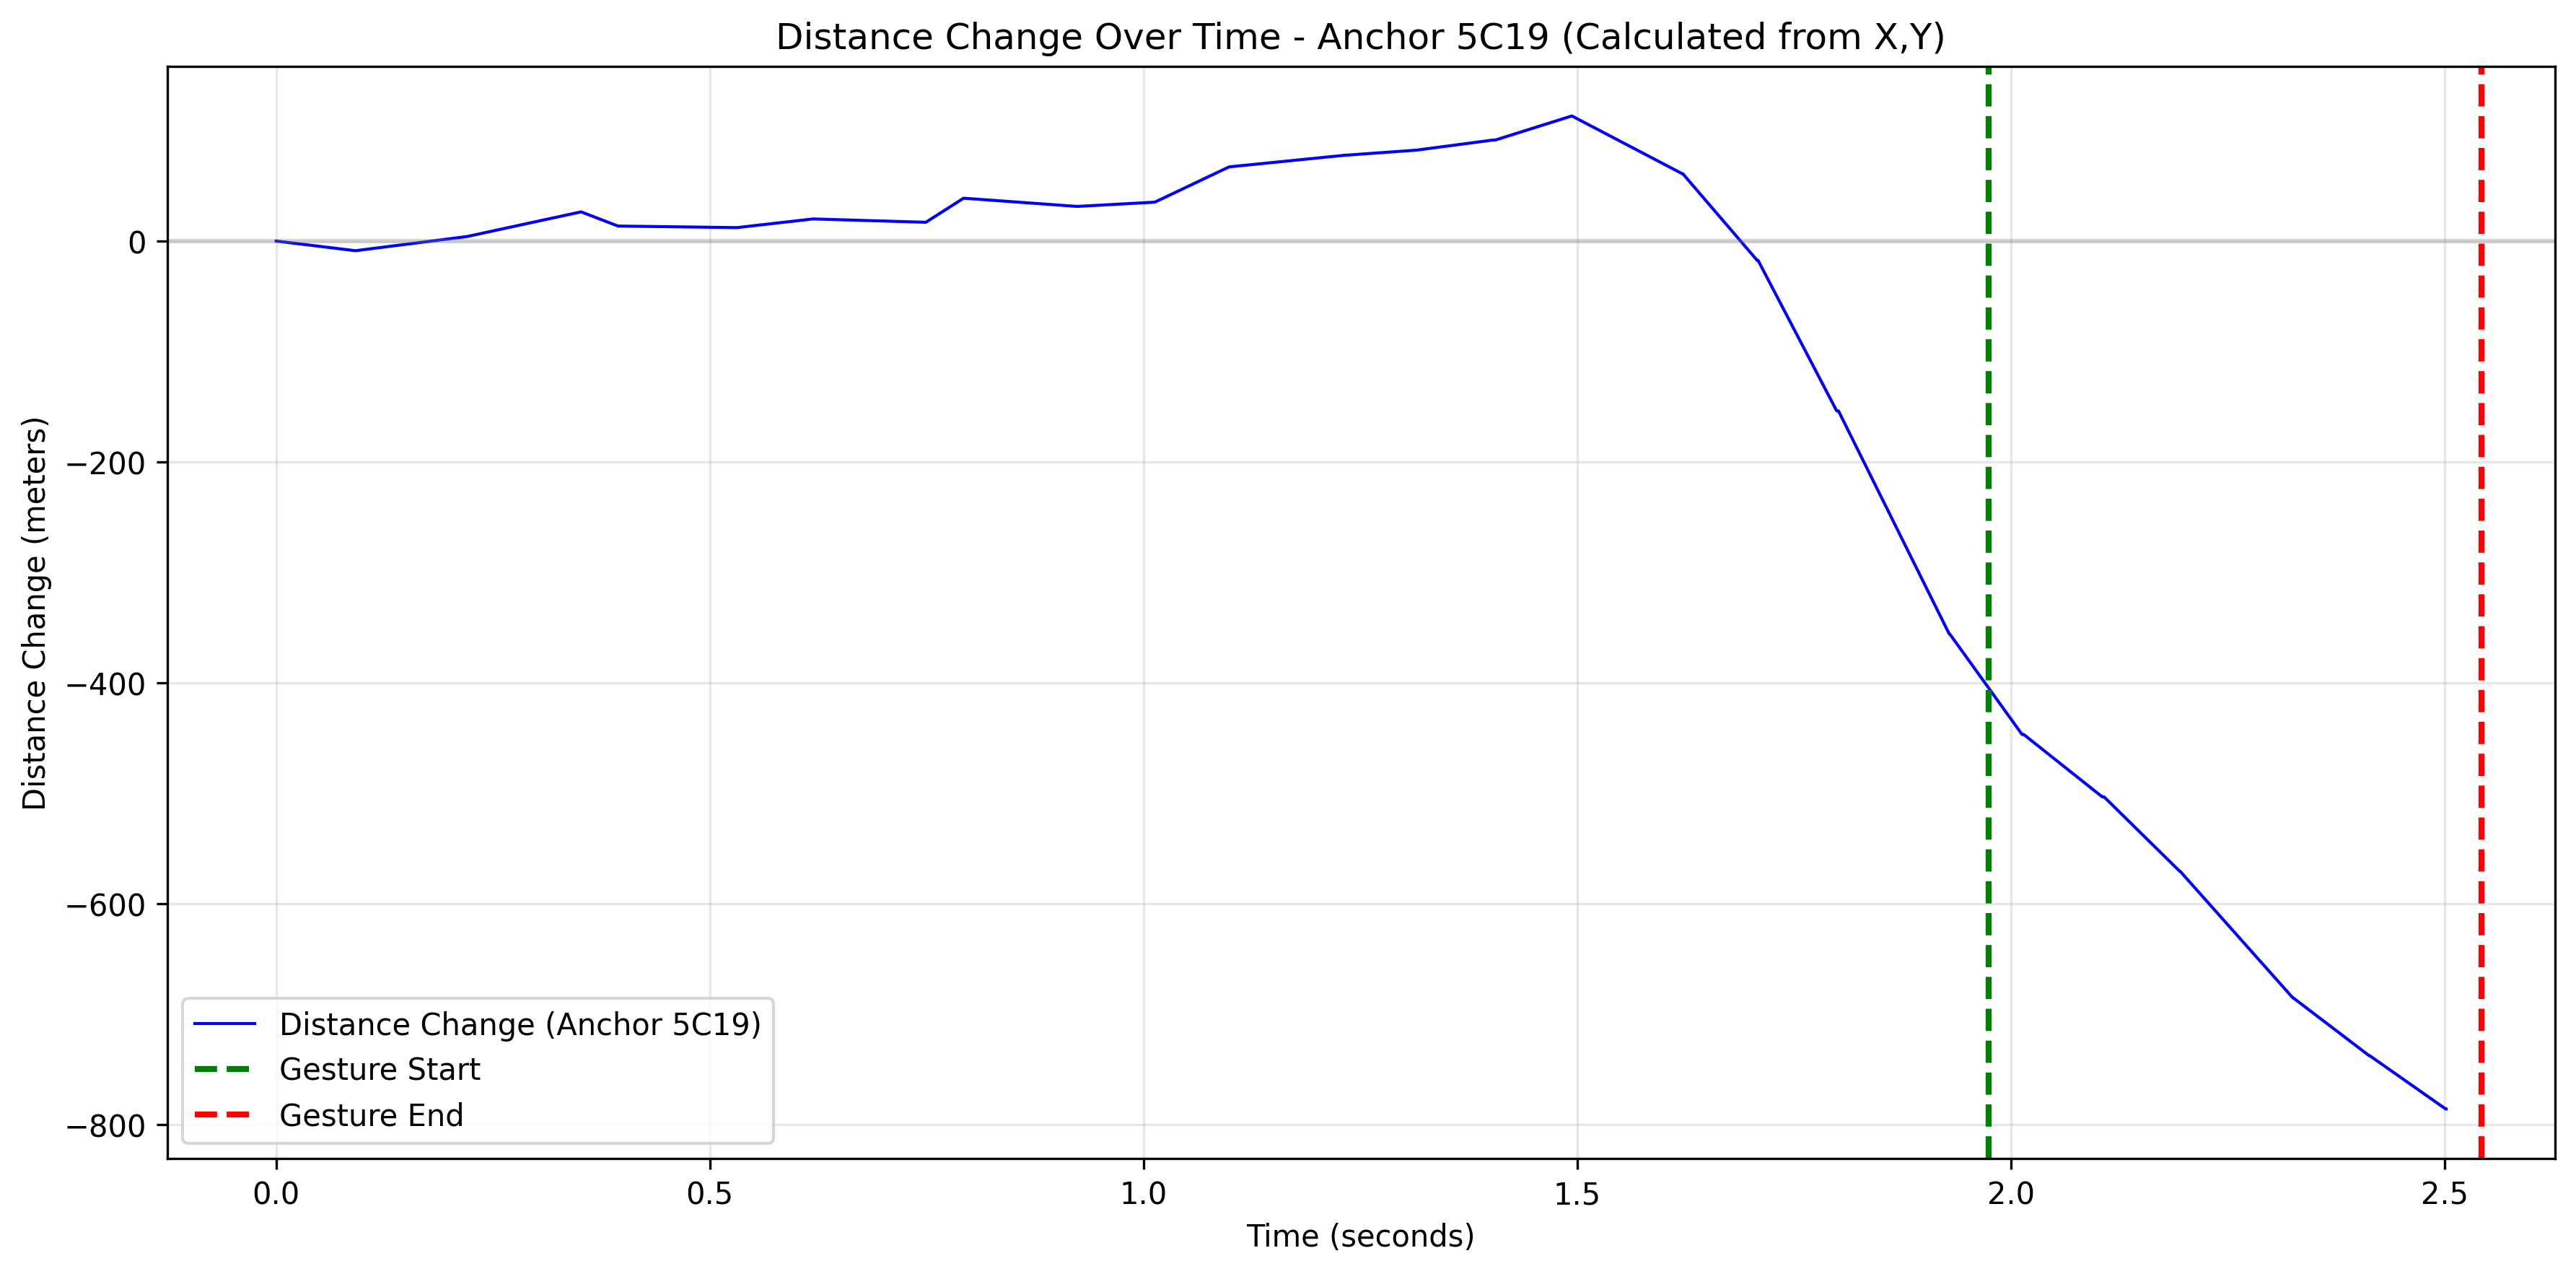 Distance Change Over Time - Anchor 5C19 (Calculated from X,Y)
Distance Change (meters)
0
−200
−400
−600
−800
Distance Change (Anchor 5C19)
Gesture Start
Gesture End
0.0 0.5 1.0 1.5 2.0 2.5
Time (seconds)